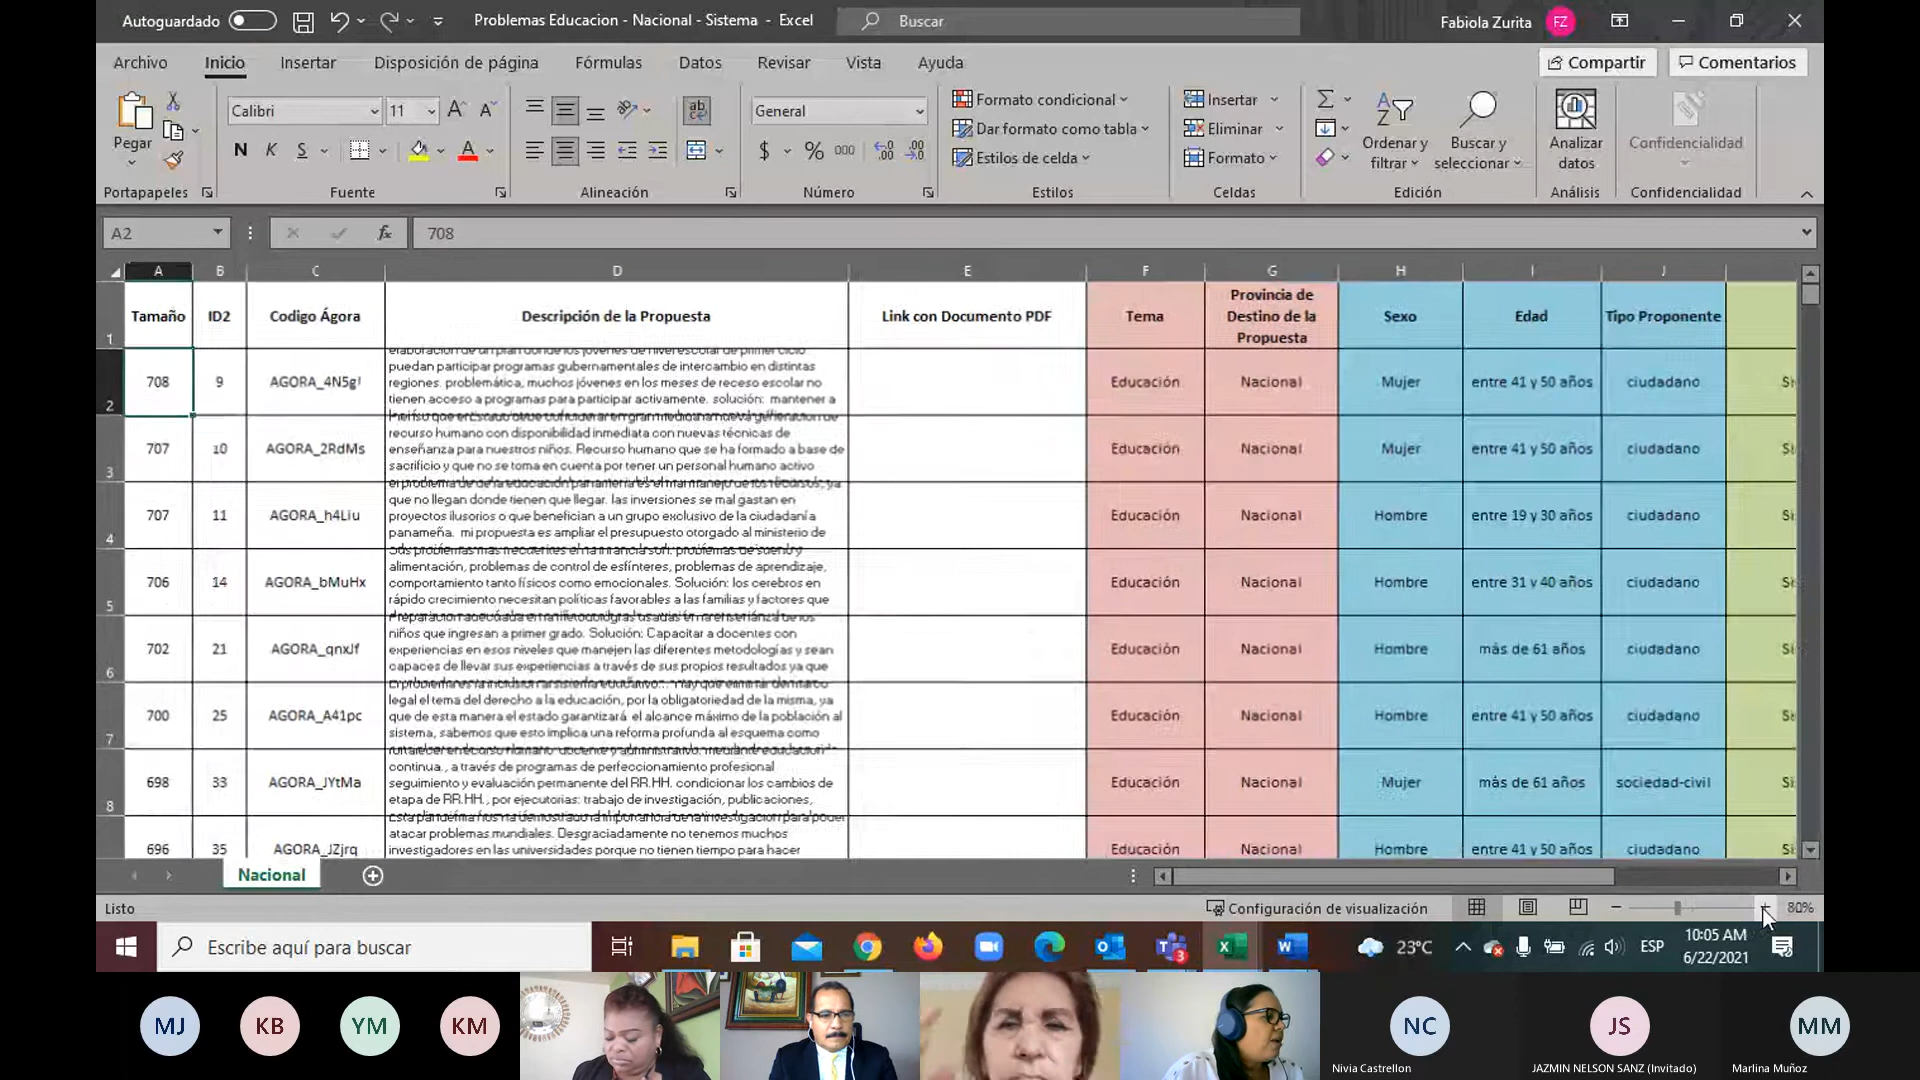 Autoguardado
Problemas Educacion - Nacional - Sistema - Excel
Buscar
Fabiola Zurita
FZ
Archivo
Inicio
Insertar
Disposición de página
Fórmulas
Datos
Revisar
Vista
Ayuda
Compartir
Comentarios
Pegar
Portapapeles
Calibri
11
N K S
Fuente
Alineación
General
$ % 000
Número
Formato condicional
Dar formato como tabla
Estilos de celda
Estilos
Insertar
Eliminar
Formato
Celdas
Ordenar y
filtrar
Buscar y
seleccionar
Edición
Analizar
datos
Análisis
Confidencialidad
Confidencialidad
A2
fx
708
A B C D E F G H I J
1
Tamaño
ID2
Codigo Ágora
Descripción de la Propuesta
Link con Documento PDF
Tema
Provincia de
Destino de la
Propuesta
Sexo
Edad
Tipo Proponente
2
708
9
puedan participar programas gubernamentales de intercambio en distintas
regiones. problemática, muchos jóvenes en los meses de receso escolar no
tienen acceso a programas para participar activamente. solución: mantener a
Educación
Nacional
Mujer
entre 41 y 50 años
ciudadano
3
707
10
AGORA_2RdMs
recurso humano con disponibilidad inmediata con nuevas técnicas de
enseñanza para nuestros niños. Recurso humano que se ha formado a base de
sacrificio y que no se toma en cuenta por tener un personal humano activo
Educación
Nacional
Mujer
entre 41 y 50 años
ciudadano
4
707
11
AGORA_h4Liu
que no llegan donde tienen que llegar. las inversiones se mal gastan en
proyectos ilusorios o que benefician a un grupo exclusivo de la ciudadanía
panameña. mi propuesta es ampliar el presupuesto otorgado al ministerio de
Educación
Nacional
Hombre
entre 19 y 30 años
ciudadano
5
706
14
AGORA_bMuHx
alimentación, problemas de control de esfínteres, problemas de aprendizaje,
comportamiento tanto físicos como emocionales. Solución: los cerebros en
rápido crecimiento necesitan políticas favorables a las familias y factores que
Educación
Nacional
Hombre
entre 31 y 40 años
ciudadano
6
702
21
AGORA_qnxJf
niños que ingresan a primer grado. Solución: Capacitar a docentes con
experiencias en esos niveles que manejen las diferentes metodologías y sean
capaces de llevar sus experiencias a través de sus propios resultados ya que
Educación
Nacional
Hombre
más de 61 años
ciudadano
7
700
25
AGORA_A41pc
legal el tema del derecho a la educación, por la obligatoriedad de la misma, ya
que de esta manera el estado garantizará el alcance máximo de la población al
sistema, sabemos que esto implica una reforma profunda al esquema como
Educación
Nacional
Hombre
entre 41 y 50 años
ciudadano
8
698
33
AGORA_JYtMa
continua., a través de programas de perfeccionamiento profesional
seguimiento y evaluación permanente del RR.HH. condicionar los cambios de
etapa de RR.HH., por ejecutorias: trabajo de investigación, publicaciones,
Educación
Nacional
Mujer
más de 61 años
sociedad-civil
696
35
AGORA_JZjrq
atacar problemas mundiales. Desgraciadamente no tenemos muchos
investigadores en las universidades porque no tienen tiempo para hacer
Educación
Nacional
Hombre
entre 41 y 50 años
ciudadano
Nacional
Listo
Configuración de visualización
80%
Escribe aquí para buscar
3
23°C
ESP
10:05 AM
6/22/2021
MJ
KB
YM
KM
NC
Nivia Castrellon
JS
JAZMIN NELSON SANZ (Invitado)
MM
Marlina Muñoz